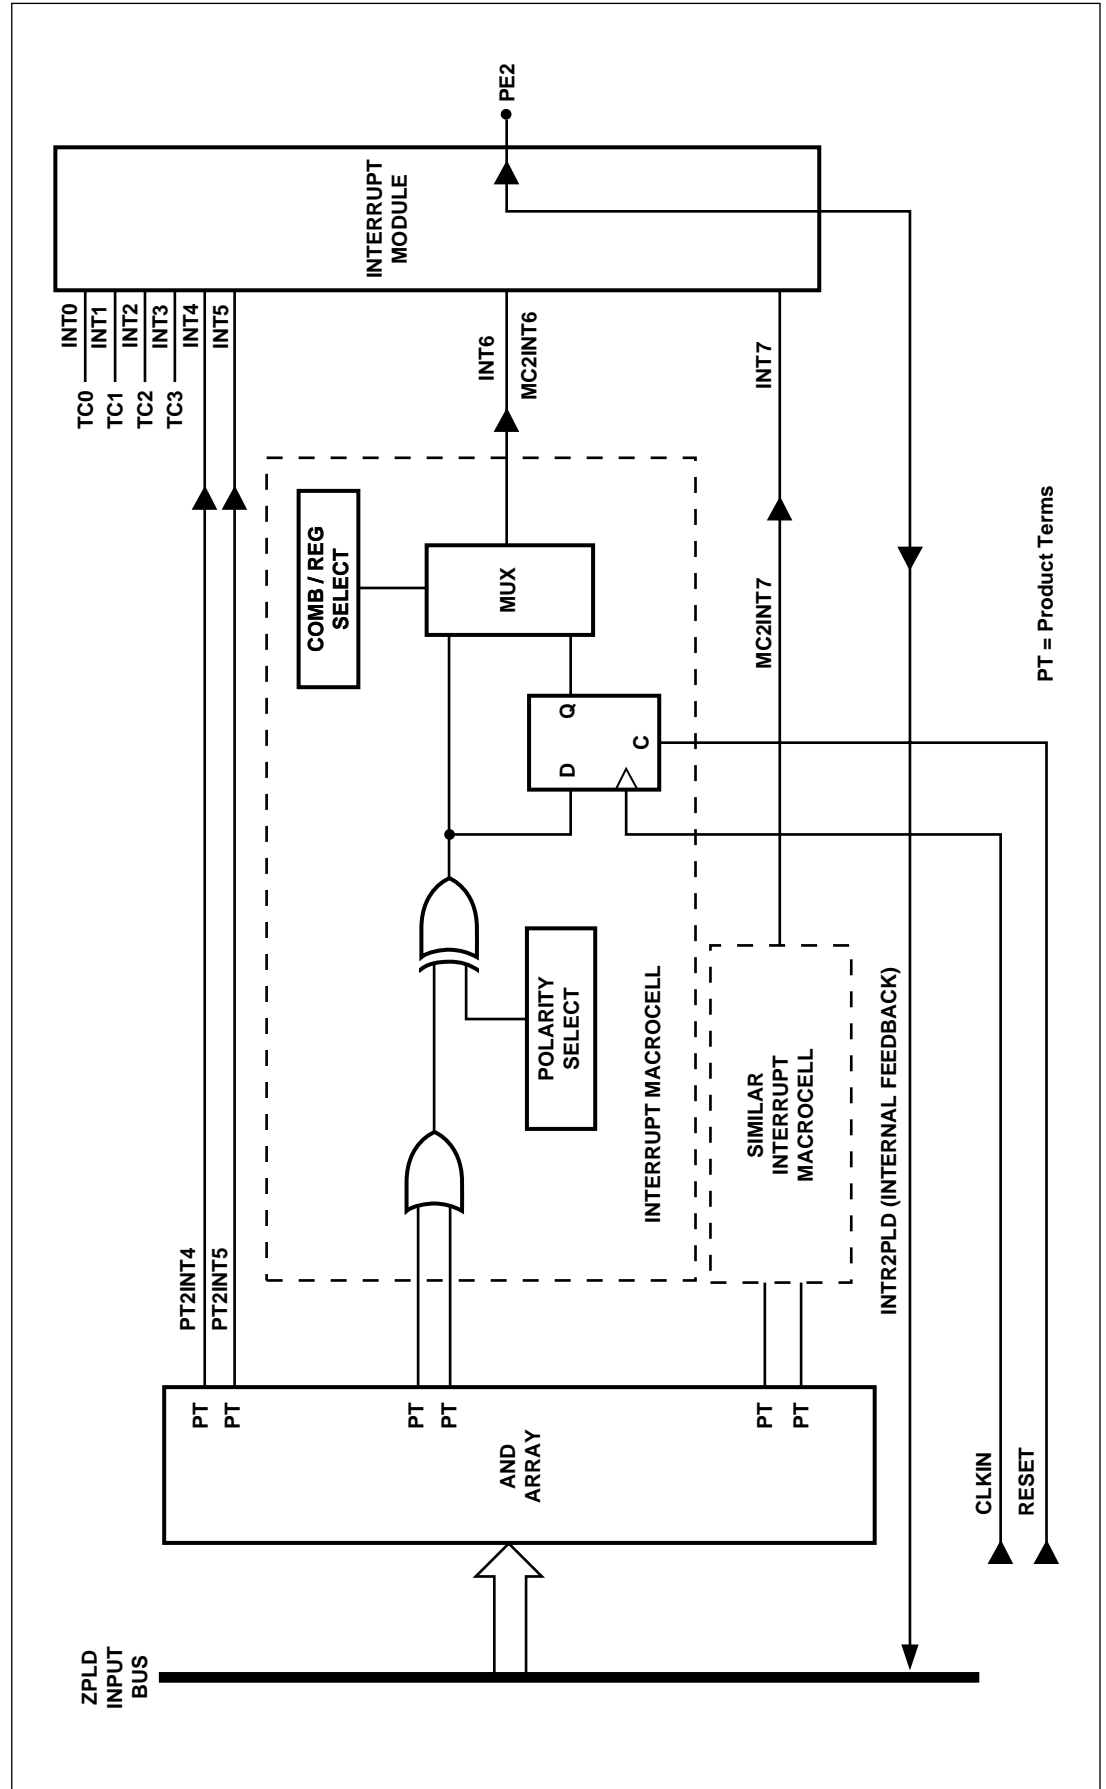 ZPLD
INPUT
BUS
AND
ARRAY
PT
PT
PT
PT
PT
PT
PT2INT4
PT2INT5
TC0
TC1
TC2
TC3
INT0
INT1
INT2
INT3
INT4
INT5
INTERRUPT
MODULE
PE2
COMB / REG
SELECT
MUX
INT6
MC2INT6
D
Q
C
POLARITY
SELECT
INTERRUPT MACROCELL
SIMILAR
INTERRUPT
MACROCELL
MC2INT7
INT7
INTR2PLD (INTERNAL FEEDBACK)
CLKIN
RESET
PT = Product Terms